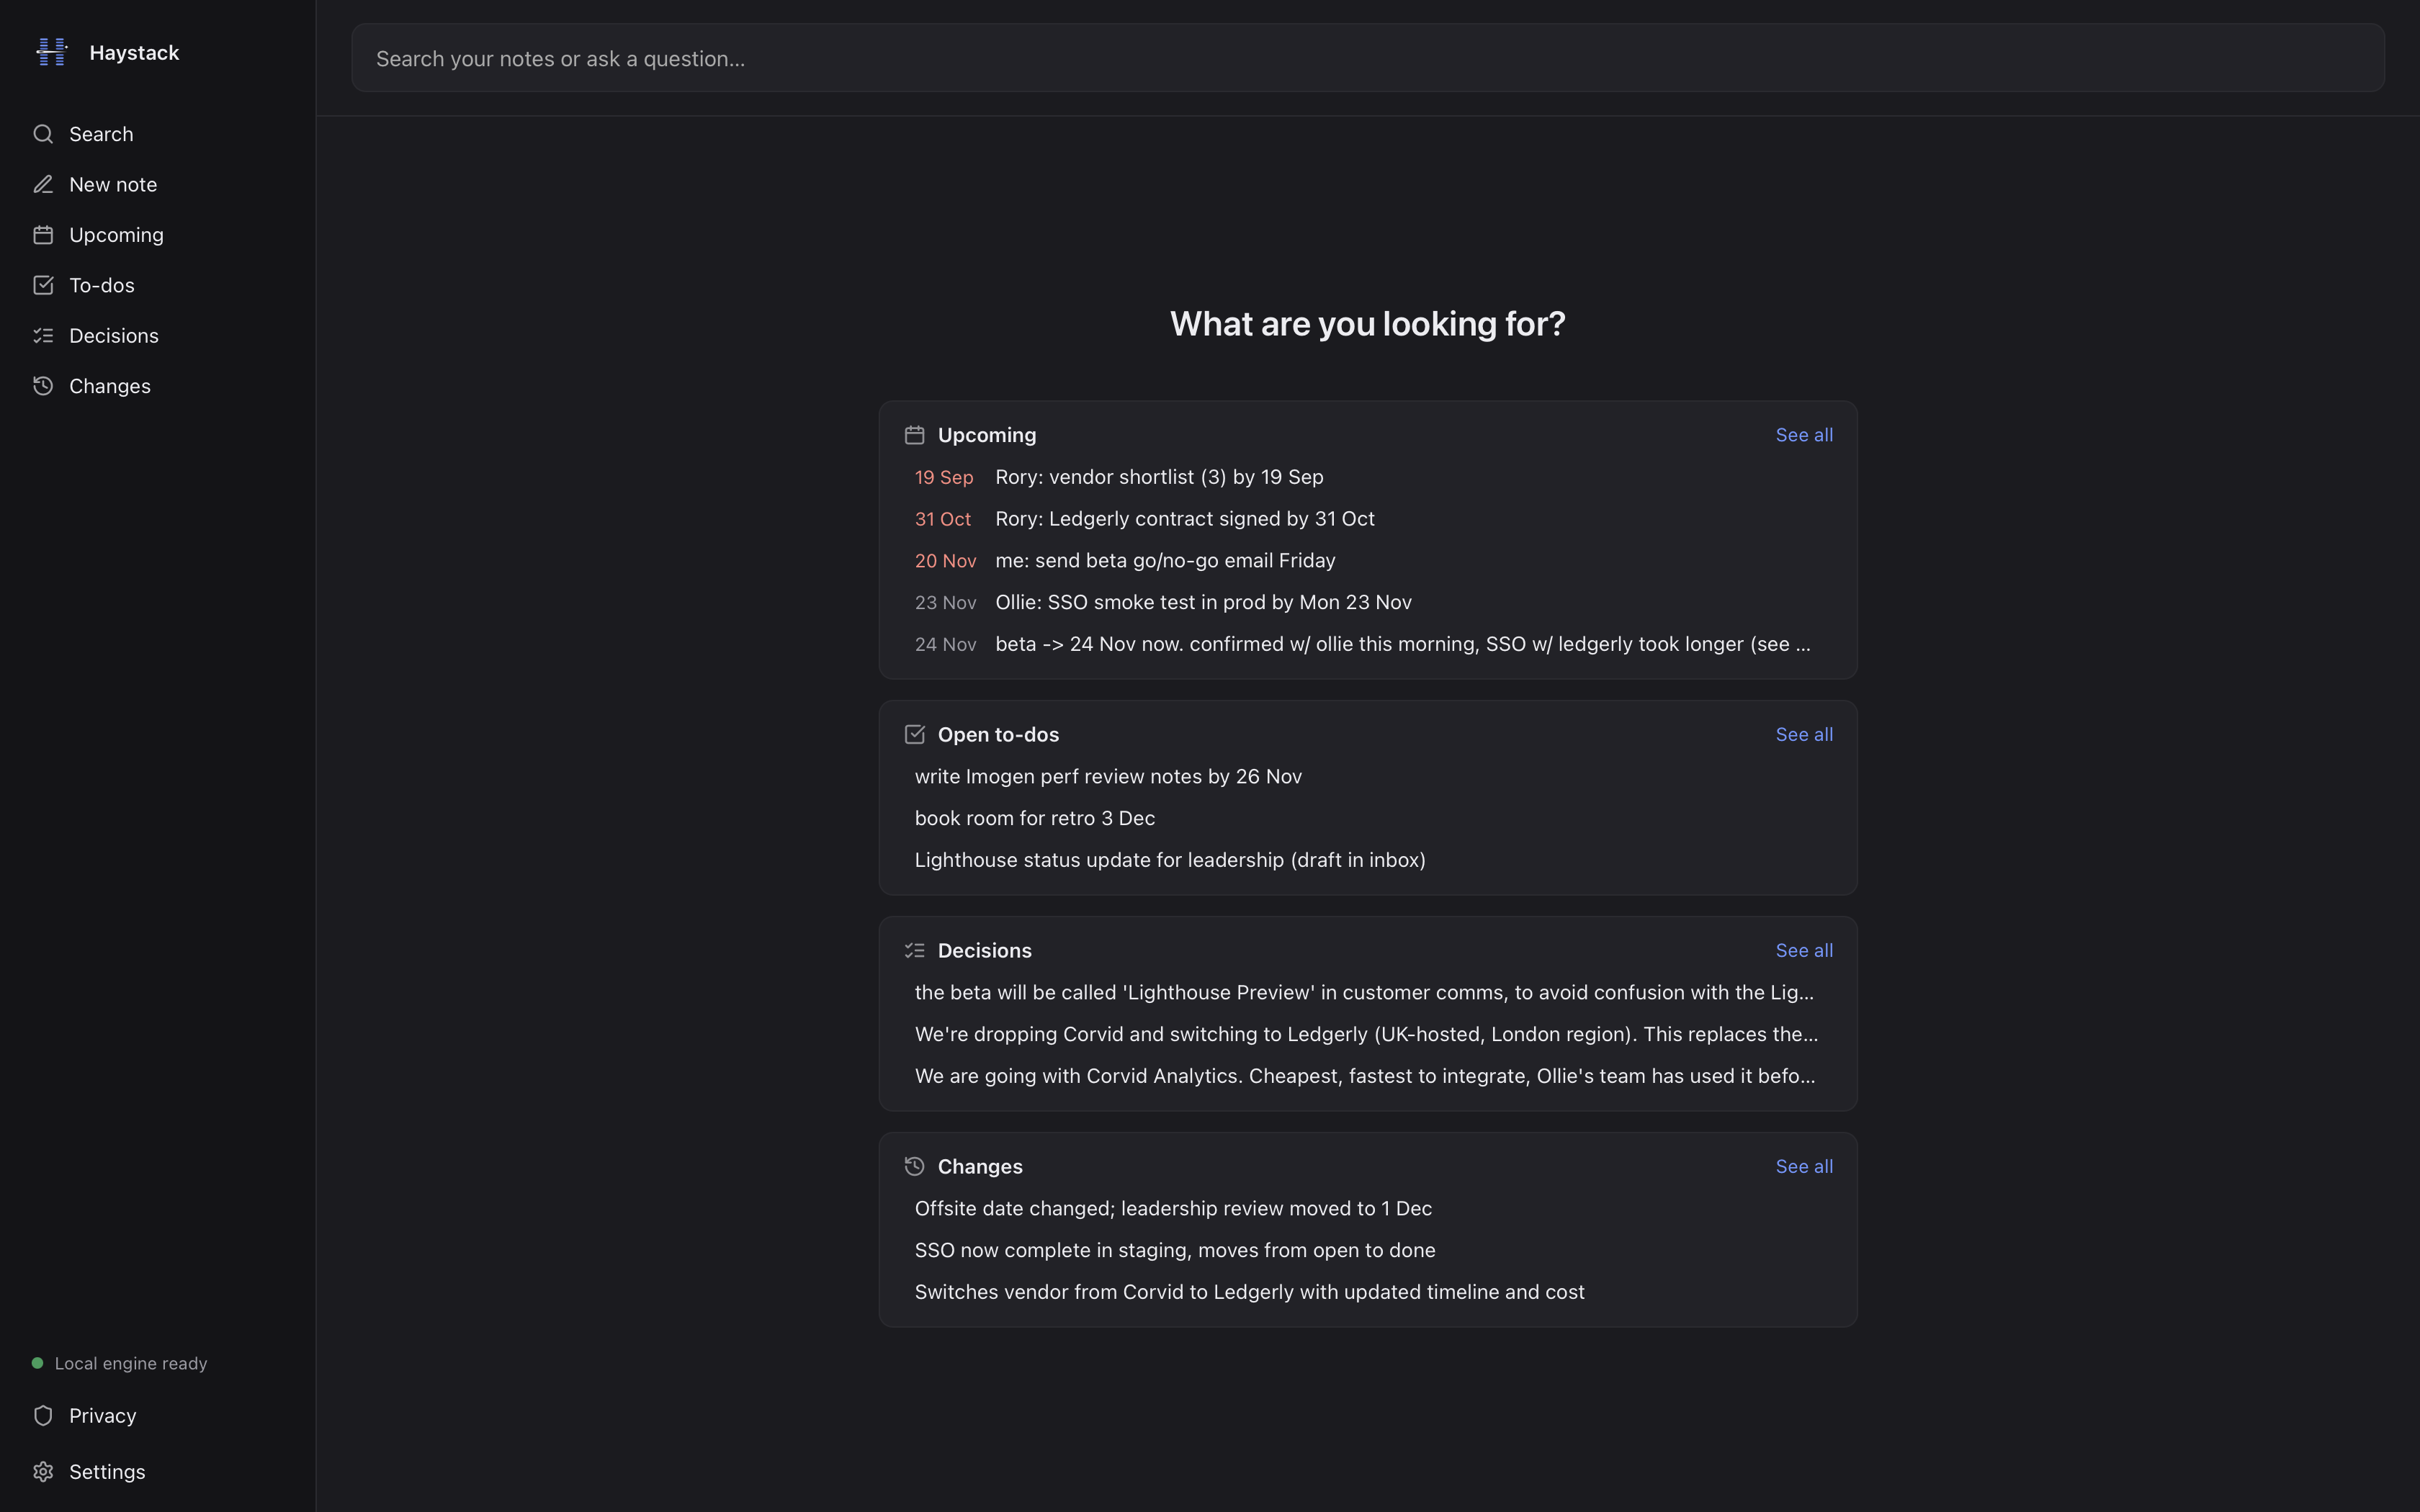 Haystack
Search
New note
Upcoming
To-dos
Decisions
Changes
Local engine ready
Privacy
Settings
Search your notes or ask a question...
What are you looking for?
Upcoming See all
19 Sep Rory: vendor shortlist (3) by 19 Sep
31 Oct Rory: Ledgerly contract signed by 31 Oct
20 Nov me: send beta go/no-go email Friday
23 Nov Ollie: SSO smoke test in prod by Mon 23 Nov
24 Nov beta -> 24 Nov now. confirmed w/ ollie this morning, SSO w/ ledgerly took longer (see ...
Open to-dos See all
write Imogen perf review notes by 26 Nov
book room for retro 3 Dec
Lighthouse status update for leadership (draft in inbox)
Decisions See all
the beta will be called 'Lighthouse Preview' in customer comms, to avoid confusion with the Lig...
We're dropping Corvid and switching to Ledgerly (UK-hosted, London region). This replaces the...
We are going with Corvid Analytics. Cheapest, fastest to integrate, Ollie's team has used it befo...
Changes See all
Offsite date changed; leadership review moved to 1 Dec
SSO now complete in staging, moves from open to done
Switches vendor from Corvid to Ledgerly with updated timeline and cost